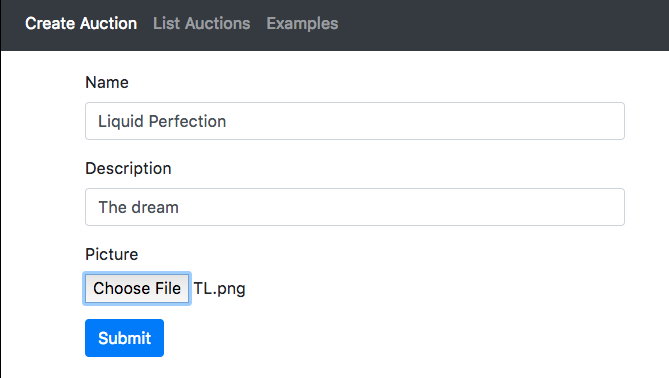 Create Auction List Auctions Examples
Name
Liquid Perfection
Description
The dream
Picture
Choose File TL.png
Submit